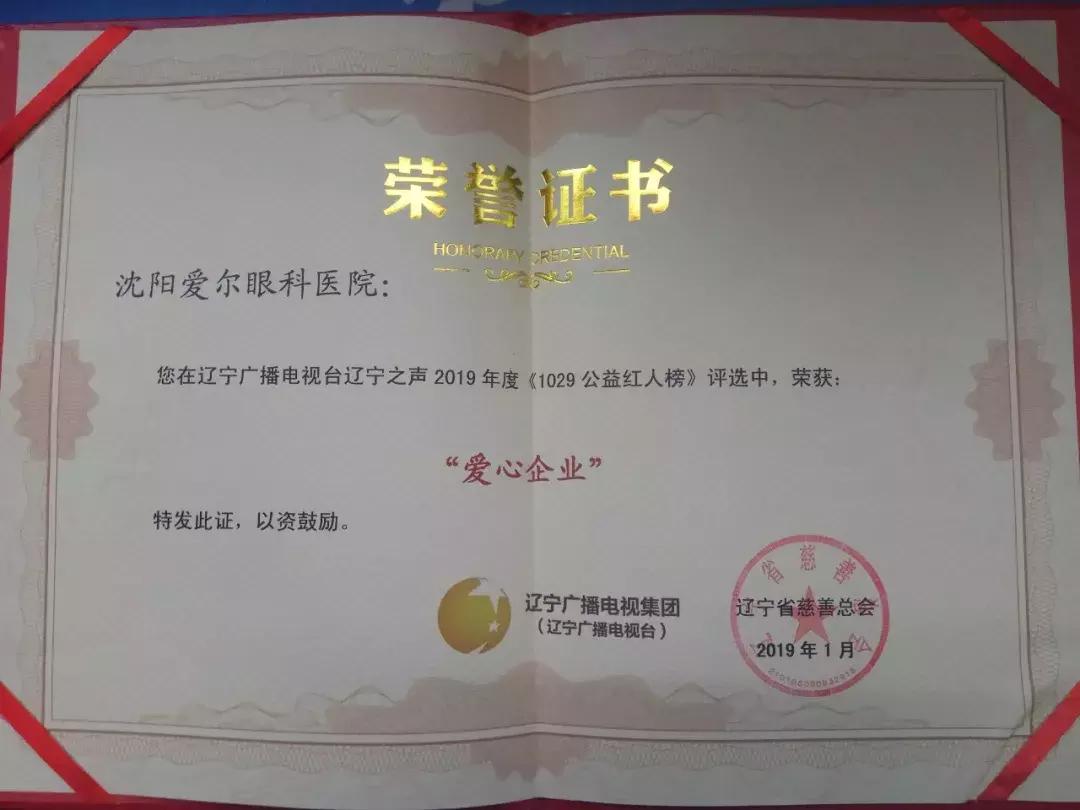 荣誉证书
HONORARY CREDENTIAL
沈阳爱尔眼科医院:
您在辽宁广播电视台辽宁之声 2019 年度《1029 公益红人榜》评选中，荣获:
“爱心企业”
特发此证，以资鼓励。
辽宁广播电视集团
（辽宁广播电视台）
省慈善
辽宁省慈善总会
2019 年 1 月